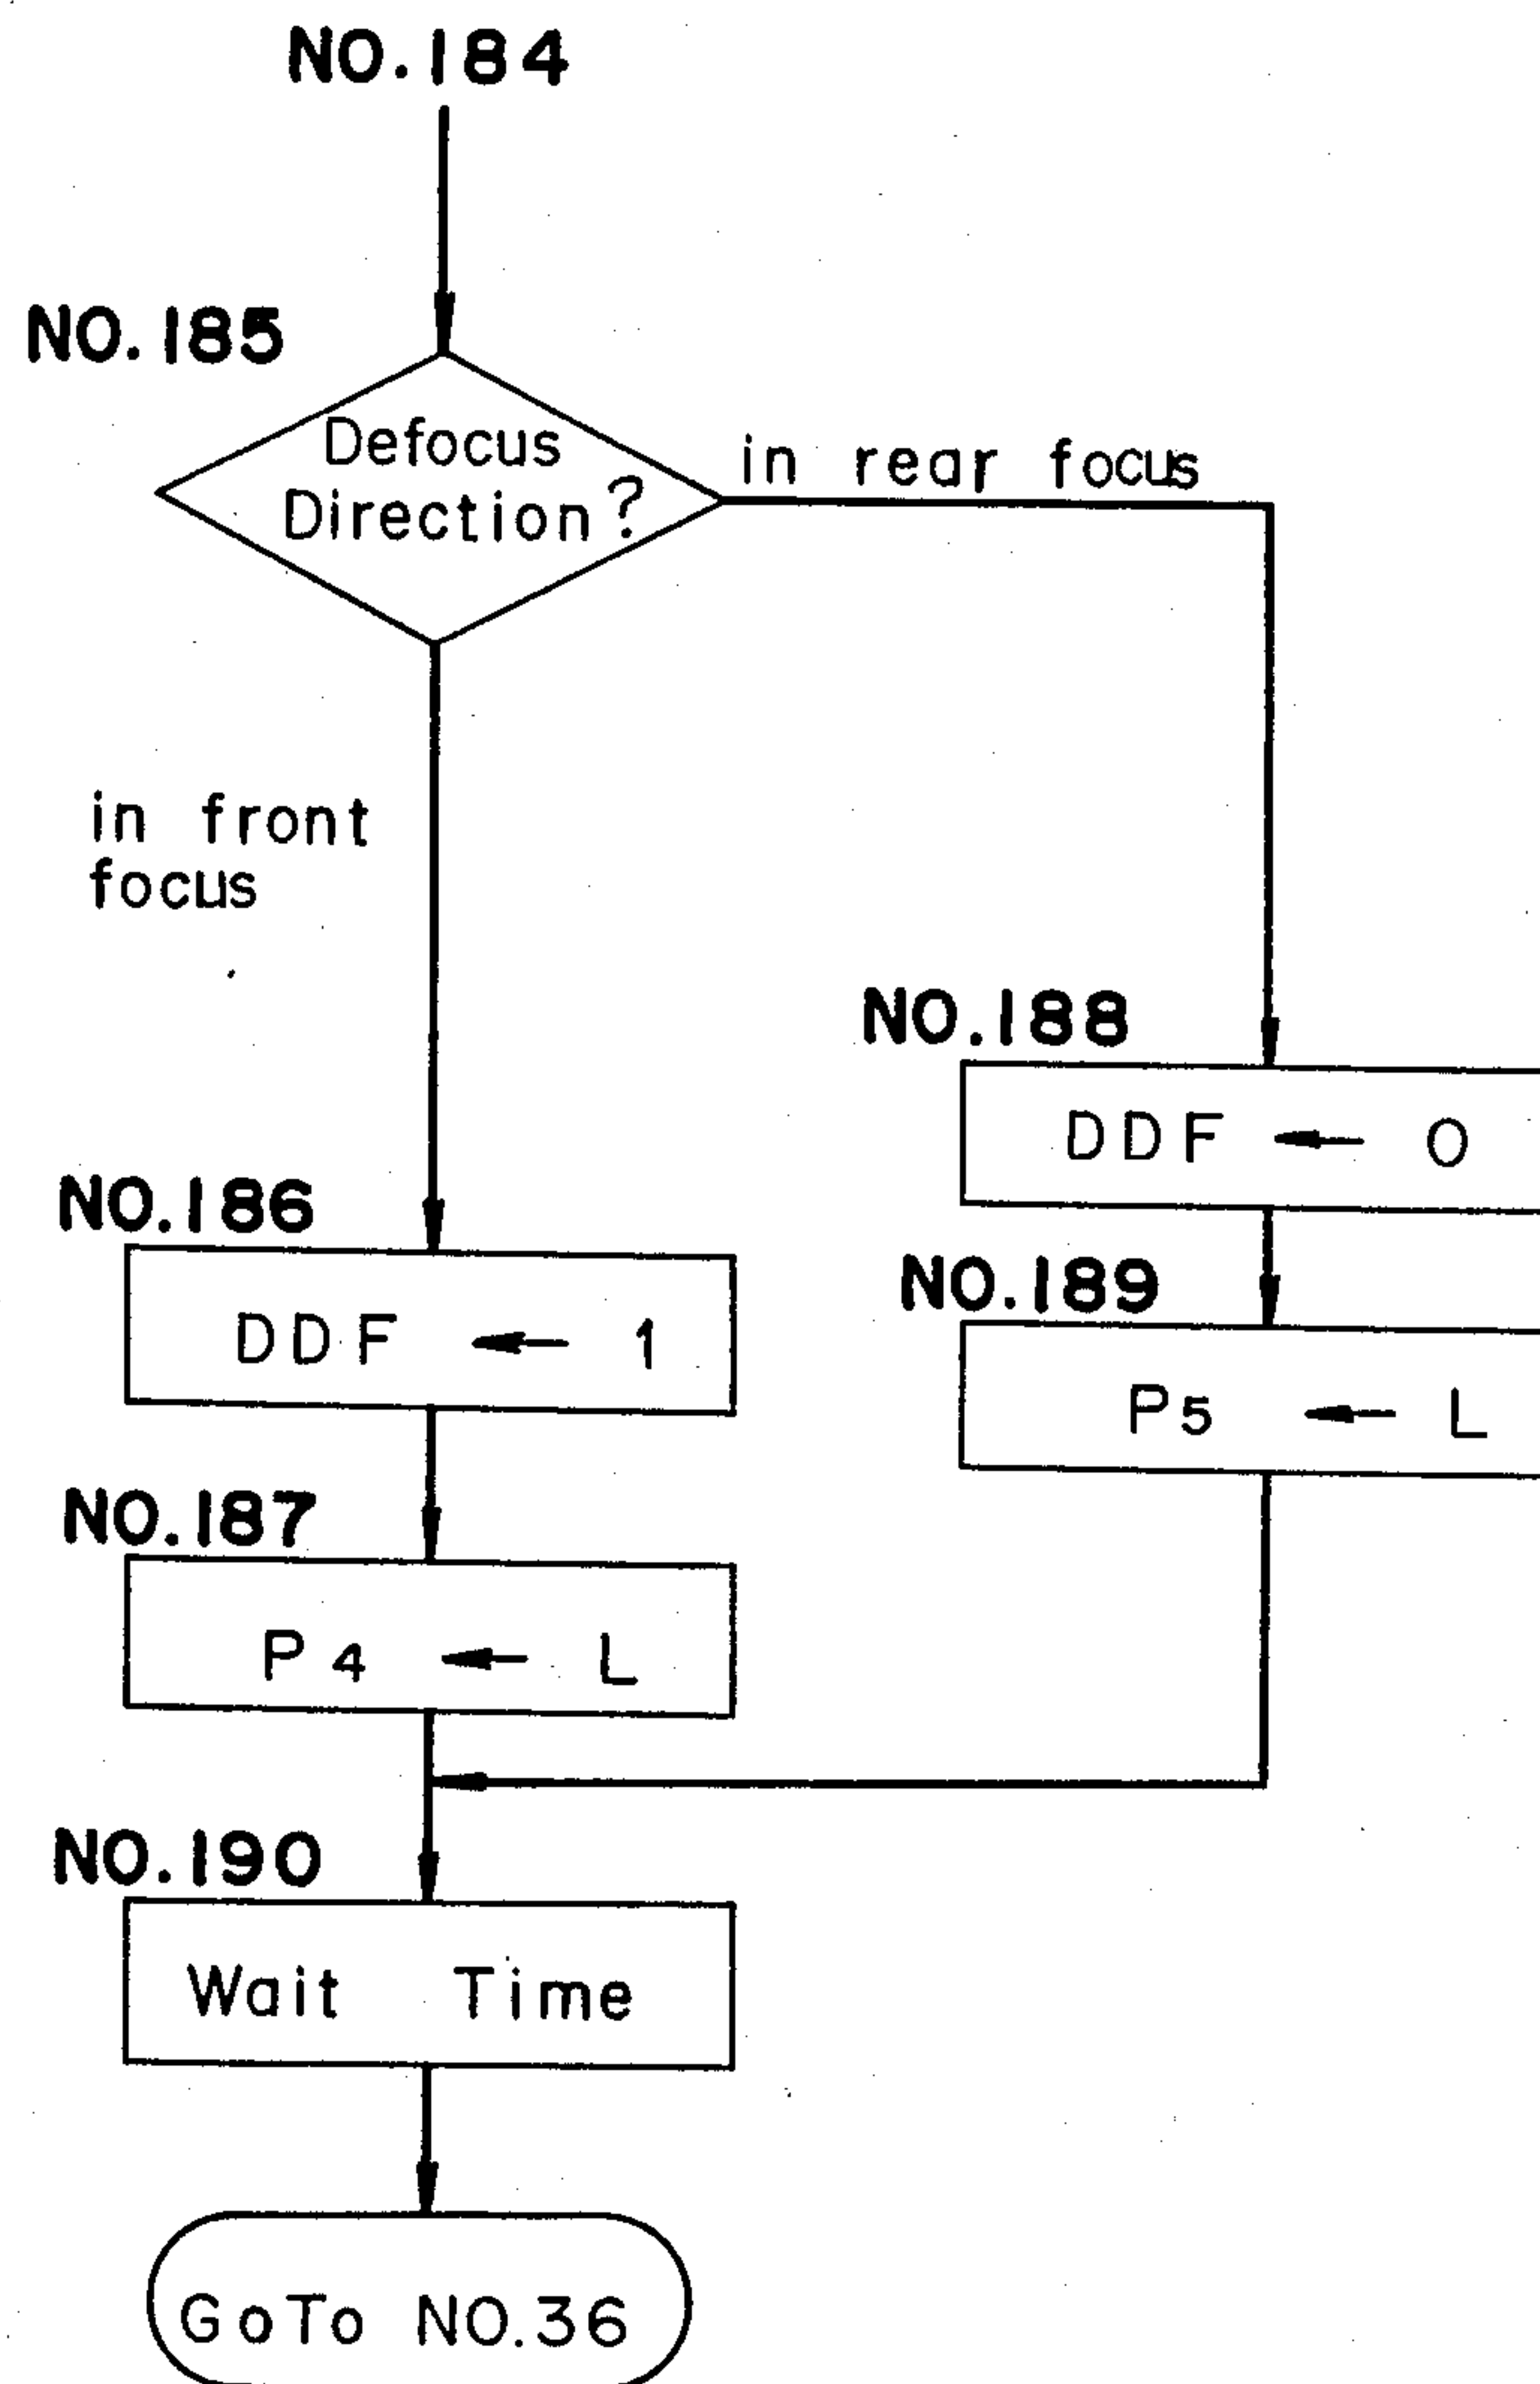 NO.184
NO.185
Defocus
Direction?
in rear focus
in front
focus
NO.188
DDF ← 0
NO.186
DDF ← 1
NO.189
P5 ← L
NO.187
P4 ← L
NO.190
Wait Time
GoTo NO.36